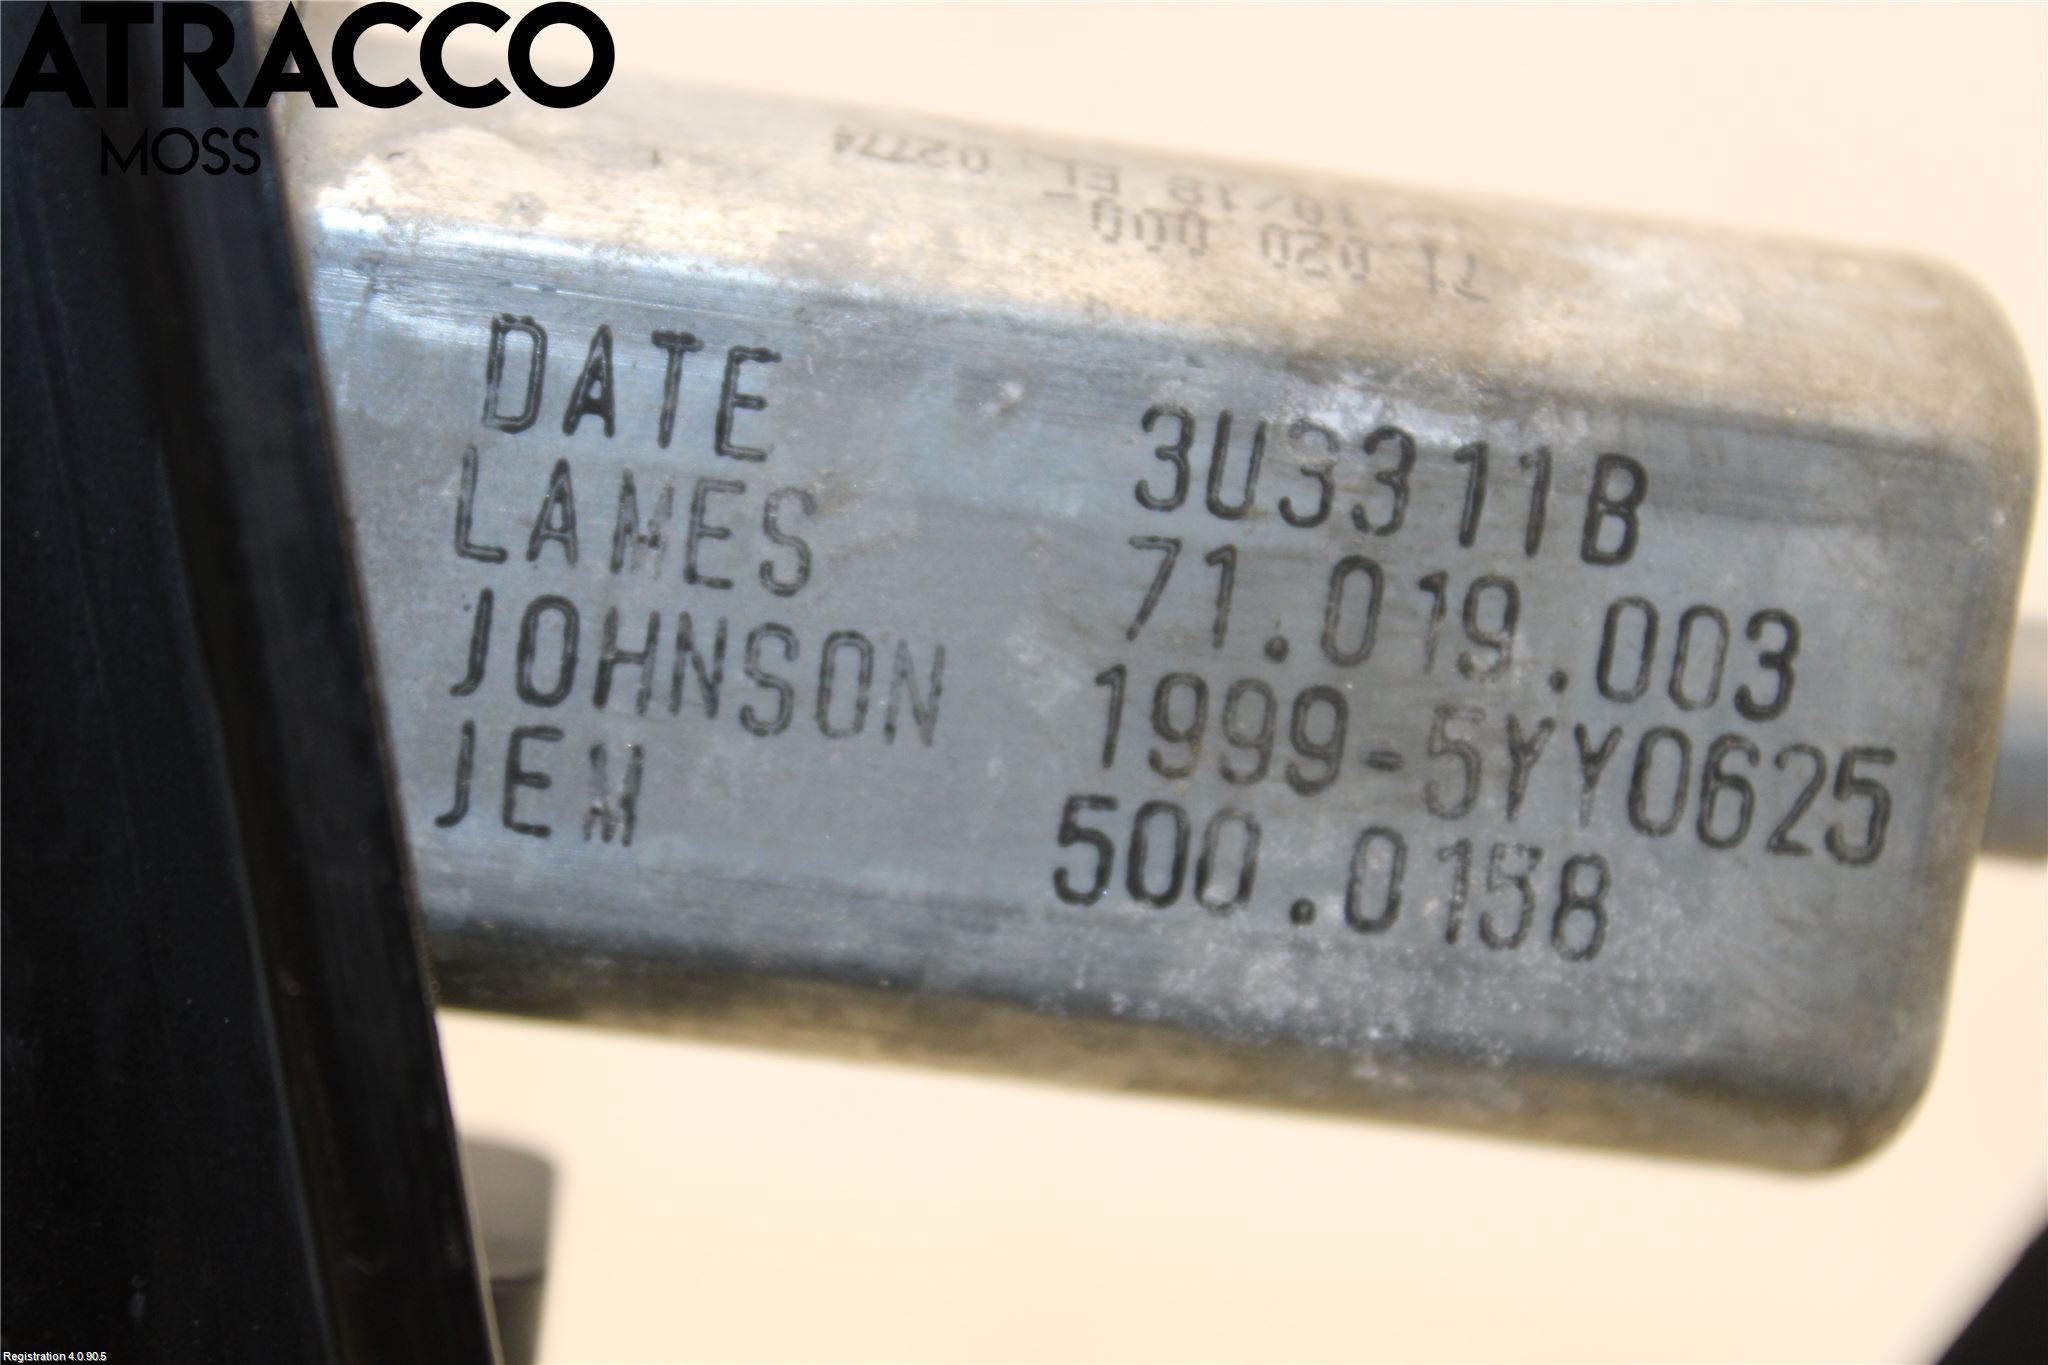 ATRACCO
MOSS
71 020 000
10/18 EL 02774
DATE 3U3311B
LAMES 71.019.003
JOHNSON 1999-5YY0625
JEM 500.0158
Registration 4.0.90.5